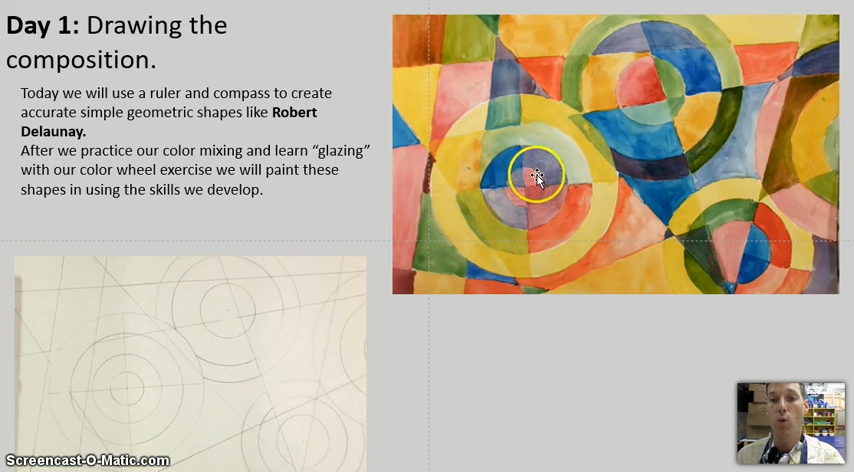 Day 1: Drawing the
composition.
Today we will use a ruler and compass to create
accurate simple geometric shapes like Robert
Delaunay.
After we practice our color mixing and learn “glazing”
with our color wheel exercise we will paint these
shapes in using the skills we develop.
Screencast-O-Matic.com